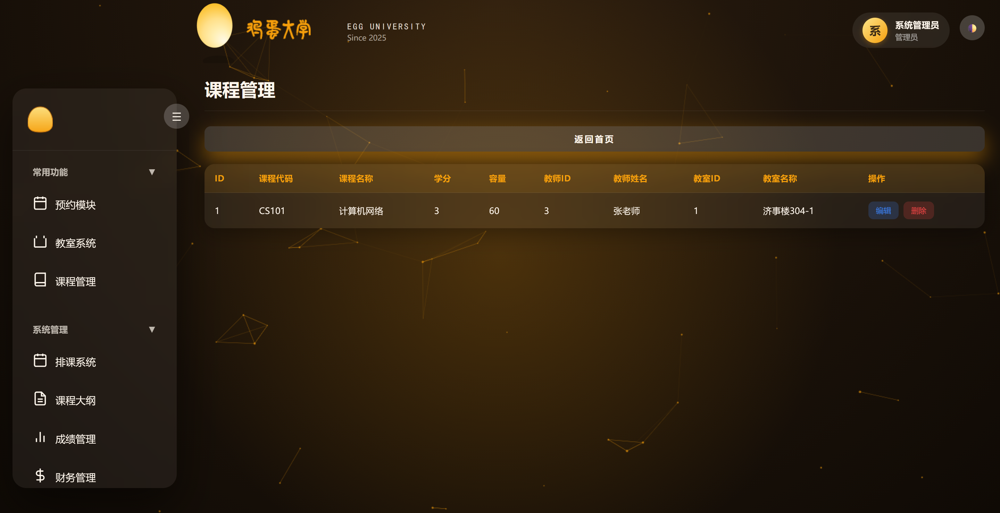 鸡蛋大学
EGG UNIVERSITY
Since 2025
系
系统管理员
管理员
课程管理
常用功能 ▼
预约模块
教室系统
课程管理
系统管理 ▼
排课系统
课程大纲
成绩管理
财务管理
返回首页
ID 课程代码 课程名称 学分 容量 教师ID 教师姓名 教室ID 教室名称 操作
1 CS101 计算机网络 3 60 3 张老师 1 济事楼304-1 编辑 删除